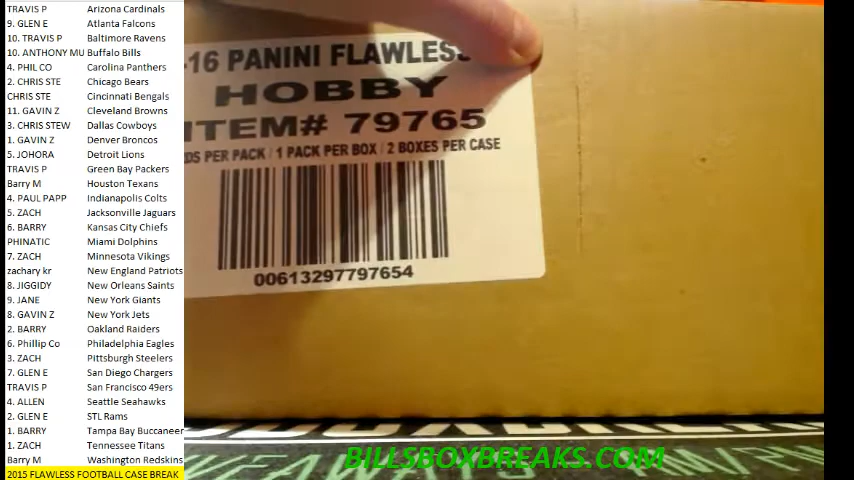 TRAVIS P Arizona Cardinals
9. GLEN E Atlanta Falcons
10. TRAVIS P Baltimore Ravens
10. ANTHONY MU Buffalo Bills
4. PHIL CO Carolina Panthers
2. CHRIS STE Chicago Bears
CHRIS STE Cincinnati Bengals
11. GAVIN Z Cleveland Browns
3. CHRIS STEW Dallas Cowboys
1. GAVIN Z Denver Broncos
5. JOHORA Detroit Lions
TRAVIS P Green Bay Packers
Barry M Houston Texans
4. PAUL PAPP Indianapolis Colts
5. ZACH Jacksonville Jaguars
6. BARRY Kansas City Chiefs
PHINATIC Miami Dolphins
7. ZACH Minnesota Vikings
zachary kr New England Patriots
8. JIGGIDY New Orleans Saints
9. JANE New York Giants
8. GAVIN Z New York Jets
2. BARRY Oakland Raiders
6. Phillip Co Philadelphia Eagles
3. ZACH Pittsburgh Steelers
7. GLEN E San Diego Chargers
TRAVIS P San Francisco 49ers
4. ALLEN Seattle Seahawks
2. GLEN E STL Rams
1. BARRY Tampa Bay Buccaneer
1. ZACH Tennessee Titans
Barry M Washington Redskins
2015 FLAWLESS FOOTBALL CASE BREAK
-16 PANINI FLAWLESS
HOBBY
ITEM# 79765
DS PER PACK / 1 PACK PER BOX / 2 BOXES PER CASE
00613297797654
BILLSBOXBREAKS.COM